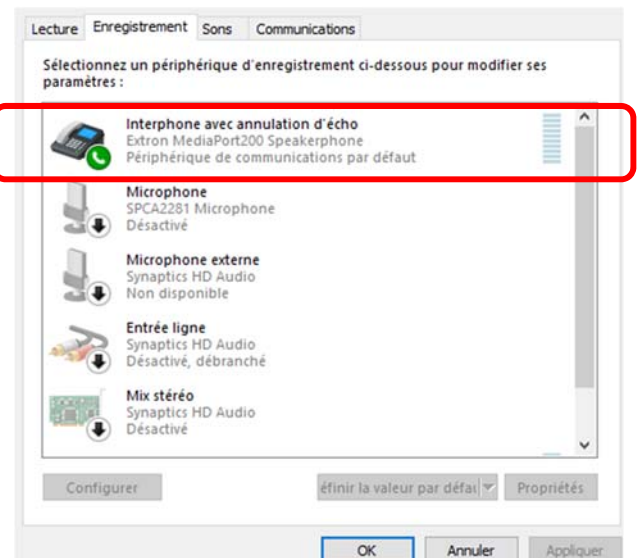 Lecture Enregistrement Sons Communications
Sélectionnez un périphérique d'enregistrement ci-dessous pour modifier ses
paramètres :
Interphone avec annulation d'écho
Extron MediaPort200 Speakerphone
Périphérique de communications par défaut
Microphone
SPCA2281 Microphone
Désactivé
Microphone externe
Synaptics HD Audio
Non disponible
Entrée ligne
Synaptics HD Audio
Désactivé, débranché
Mix stéréo
Synaptics HD Audio
Désactivé
Configurer éfinir la valeur par défau Propriétés
OK Annuler Appliquer